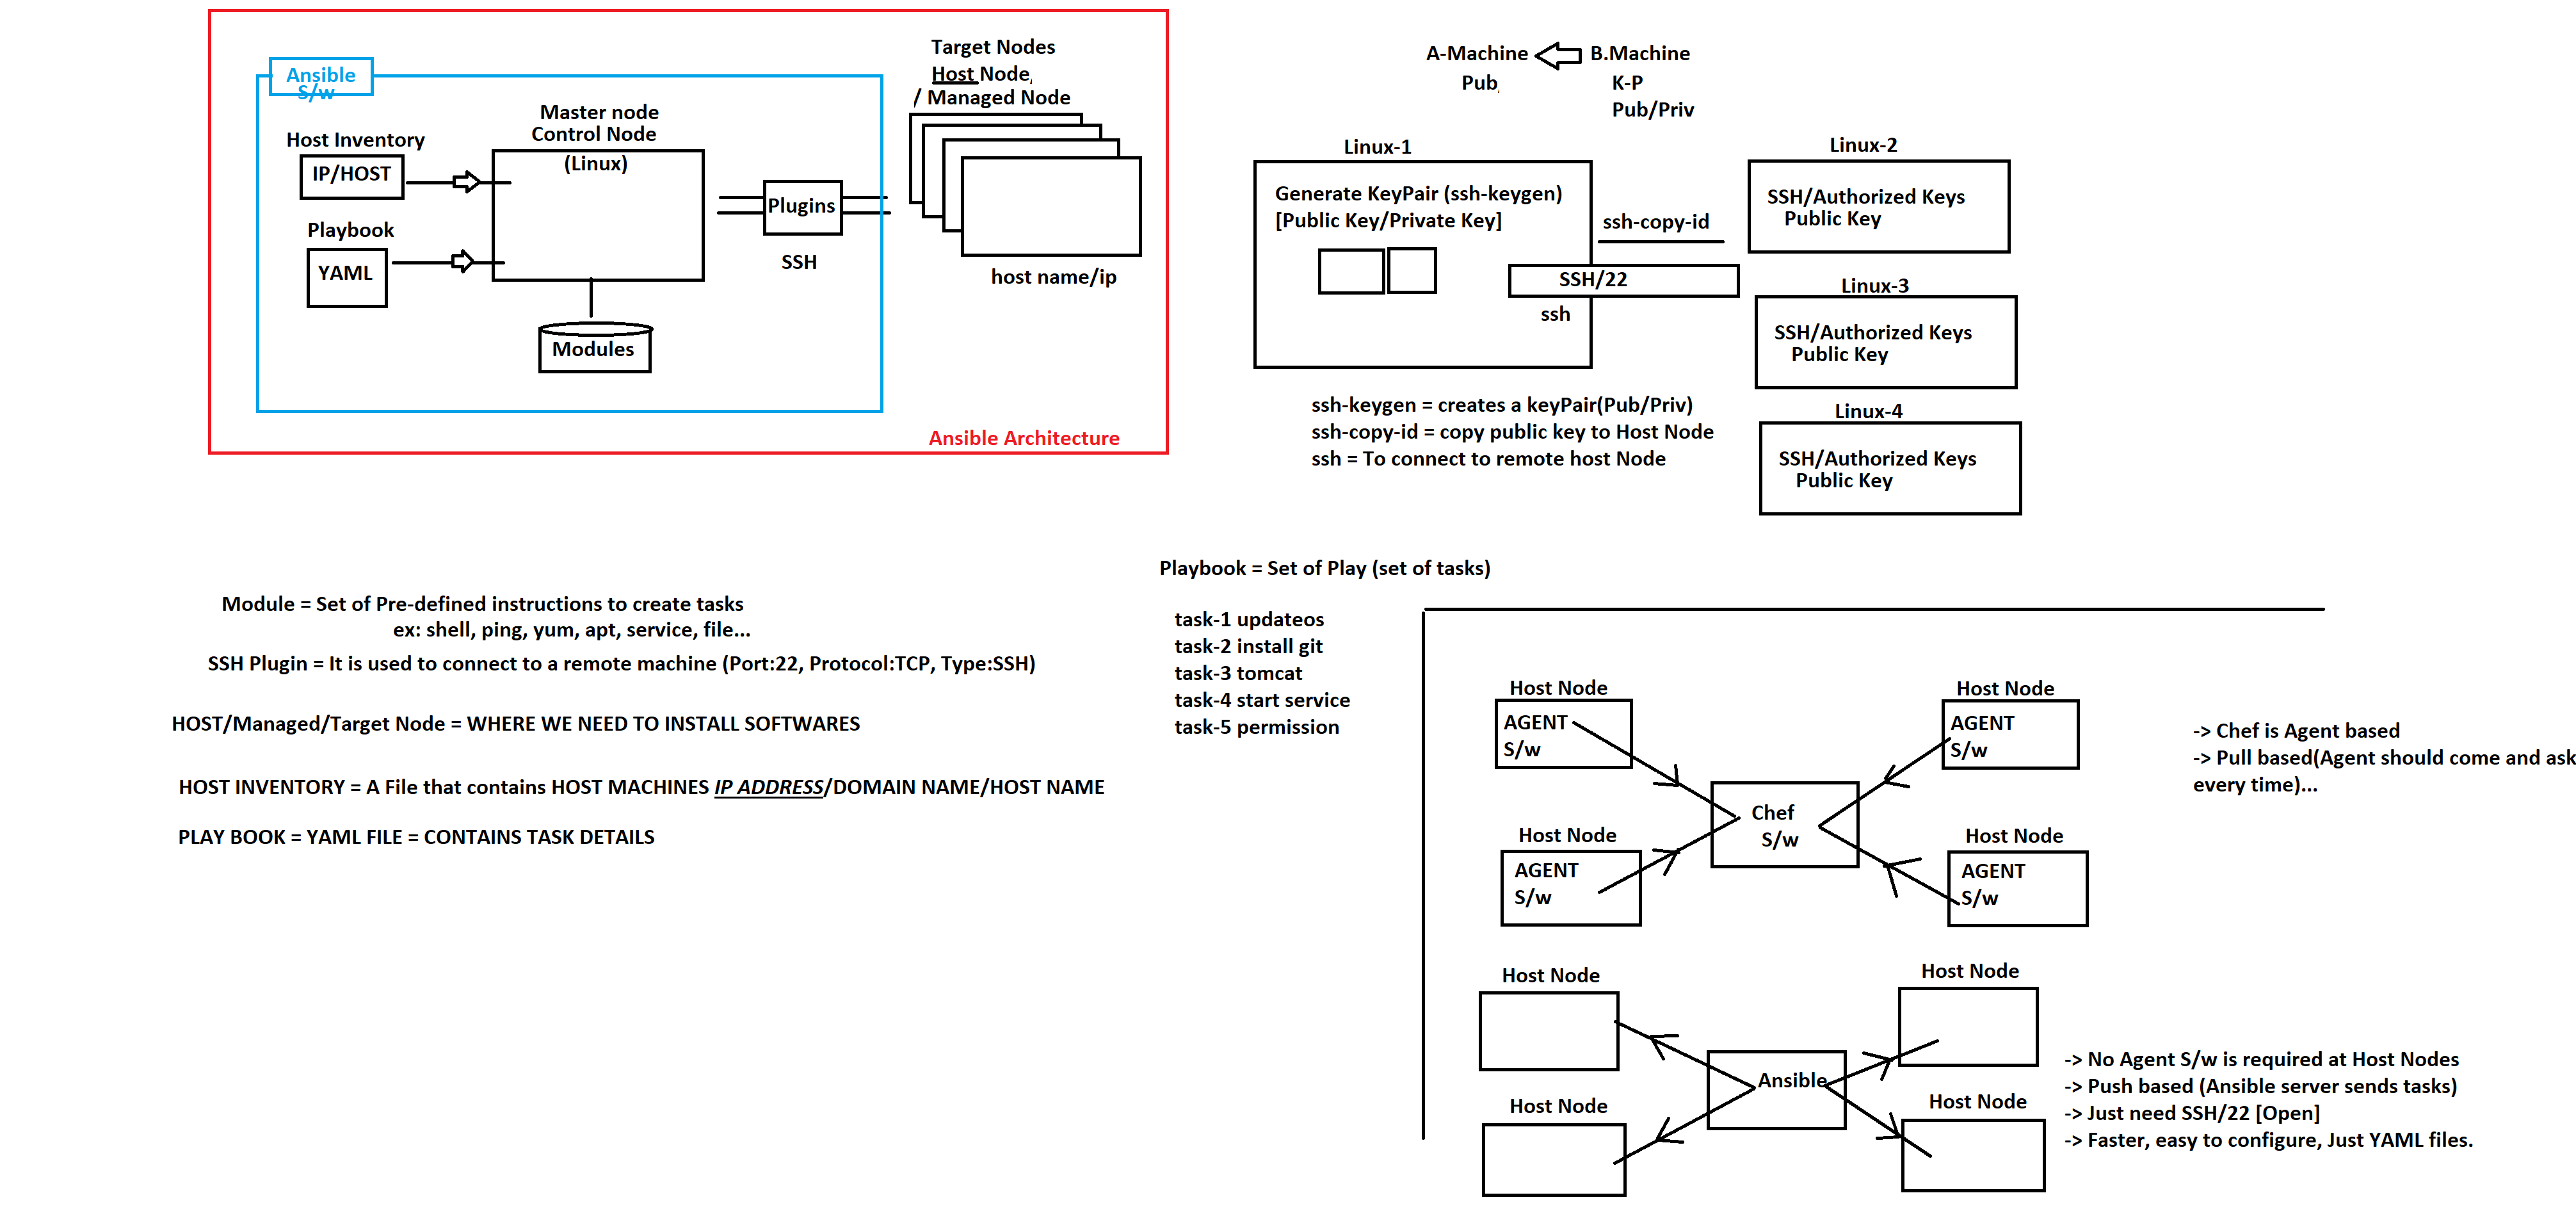 Ansible
S/w
Host Inventory
IP/HOST
Playbook
YAML
Master node
Control Node
(Linux)
Modules
Plugins
SSH
Target Nodes
Host Node,
/ Managed Node
host name/ip
Ansible Architecture
A-Machine
Pub,
B.Machine
K-P
Pub/Priv
Linux-1
Generate KeyPair (ssh-keygen)
[Public Key/Private Key]
ssh-copy-id
SSH/22
ssh
Linux-2
SSH/Authorized Keys
Public Key
Linux-3
SSH/Authorized Keys
Public Key
Linux-4
SSH/Authorized Keys
Public Key
ssh-keygen = creates a keyPair(Pub/Priv)
ssh-copy-id = copy public key to Host Node
ssh = To connect to remote host Node
Module = Set of Pre-defined instructions to create tasks
ex: shell, ping, yum, apt, service, file...
SSH Plugin = It is used to connect to a remote machine (Port:22, Protocol:TCP, Type:SSH)
HOST/Managed/Target Node = WHERE WE NEED TO INSTALL SOFTWARES
HOST INVENTORY = A File that contains HOST MACHINES IP ADDRESS/DOMAIN NAME/HOST NAME
PLAY BOOK = YAML FILE = CONTAINS TASK DETAILS
Playbook = Set of Play (set of tasks)
task-1 updateos
task-2 install git
task-3 tomcat
task-4 start service
task-5 permission
Host Node
AGENT
S/w
Host Node
AGENT
S/w
Chef
S/w
Host Node
AGENT
S/w
Host Node
AGENT
S/w
-> Chef is Agent based
-> Pull based(Agent should come and ask
every time)...
Host Node
Host Node
Ansible
Host Node
Host Node
-> No Agent S/w is required at Host Nodes
-> Push based (Ansible server sends tasks)
-> Just need SSH/22 [Open]
-> Faster, easy to configure, Just YAML files.